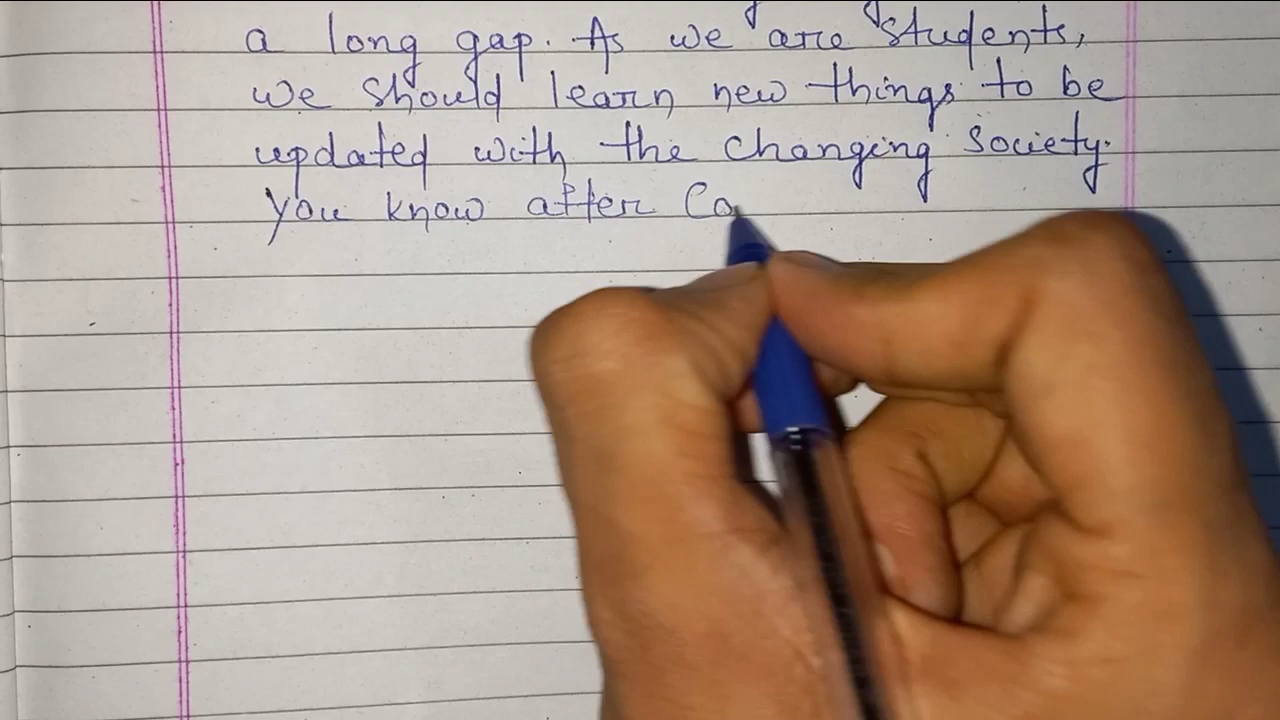 a long gap. As we are students,
we should learn new things to be
updated with the changing society.
You know after Co